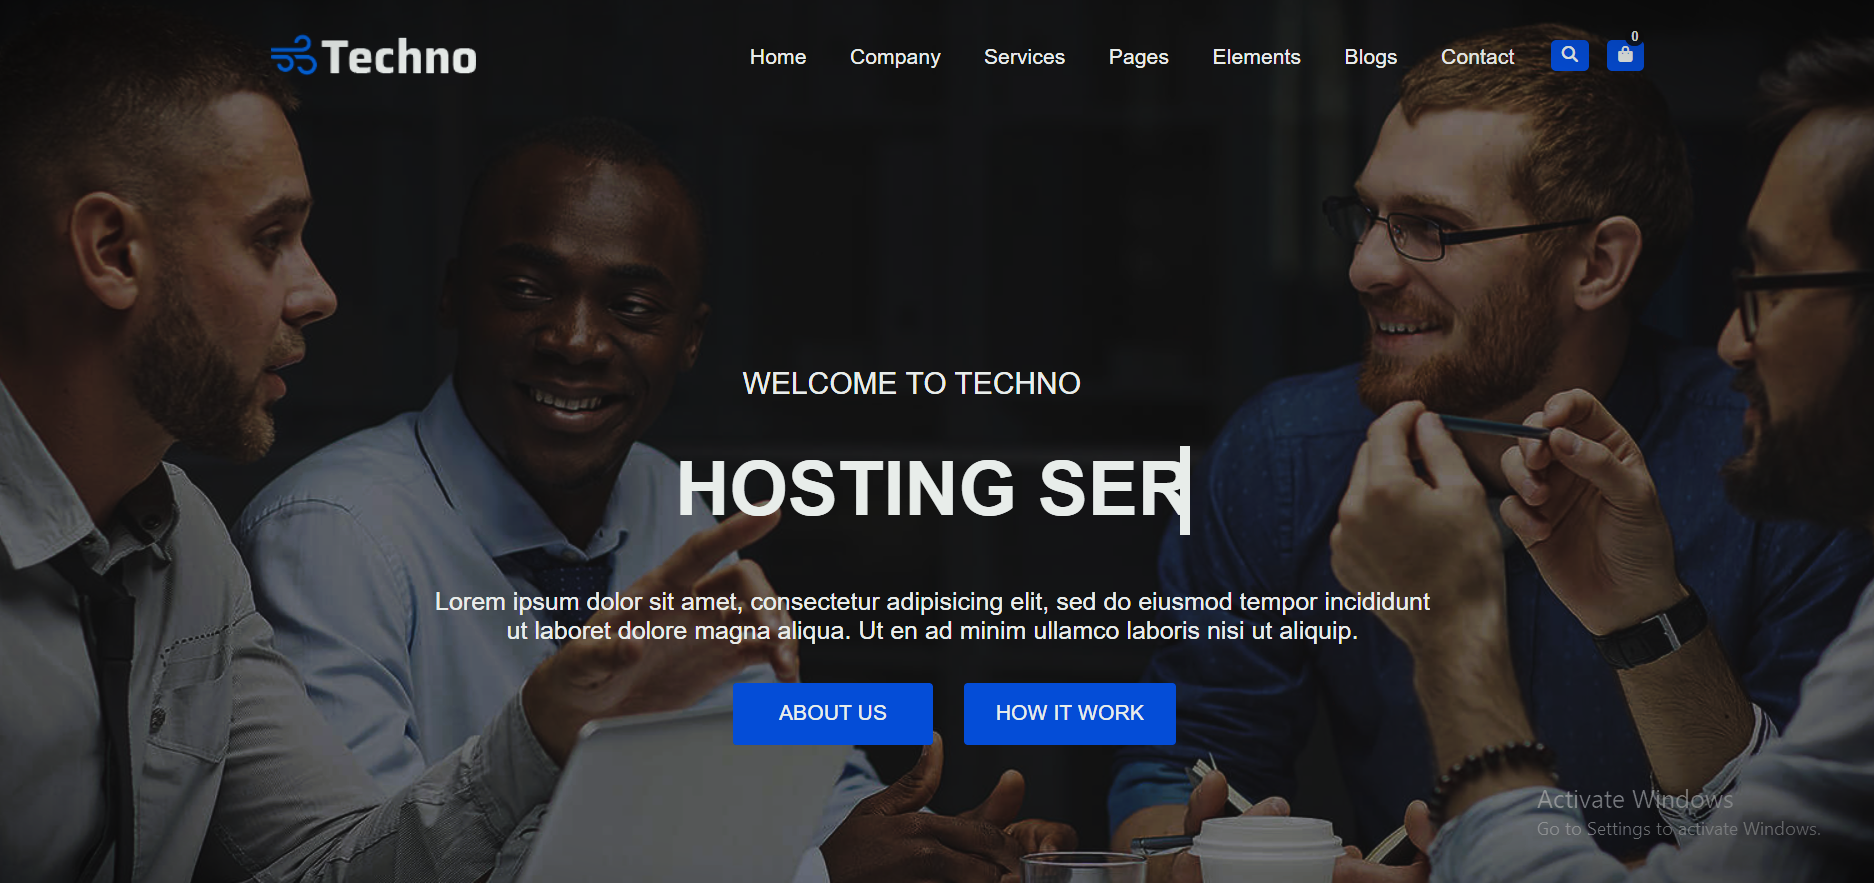 Techno
Home Company Services Pages Elements Blogs Contact 0
WELCOME TO TECHNO
HOSTING SER
Lorem ipsum dolor sit amet, consectetur adipisicing elit, sed do eiusmod tempor incididunt
ut laboret dolore magna aliqua. Ut en ad minim ullamco laboris nisi ut aliquip.
ABOUT US HOW IT WORK
Activate Windows
Go to Settings to activate Windows.